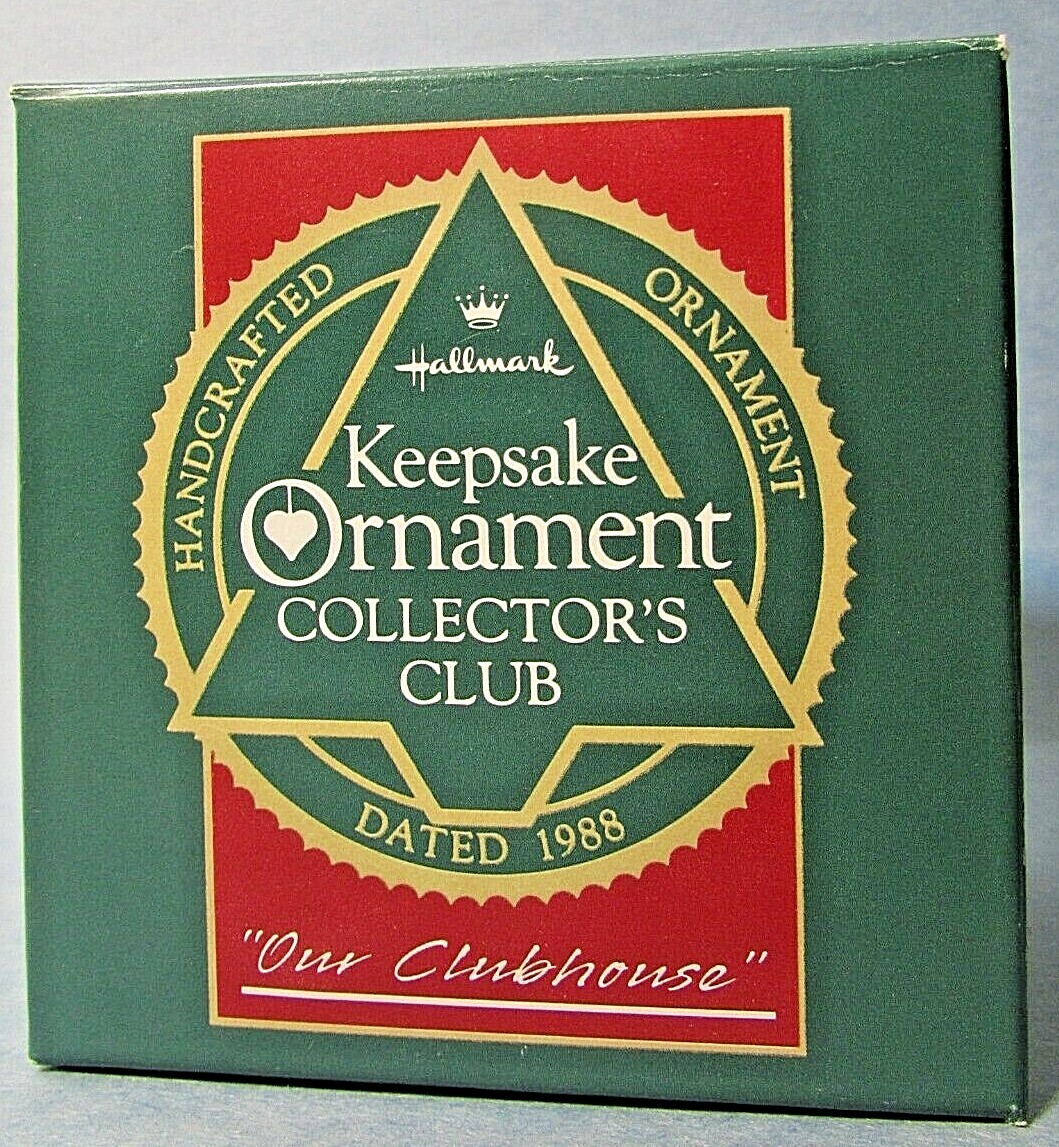 HANDCRAFTED
ORNAMENT
Hallmark
Keepsake
Ornament
COLLECTOR'S
CLUB
DATED 1988
"Our Clubhouse"